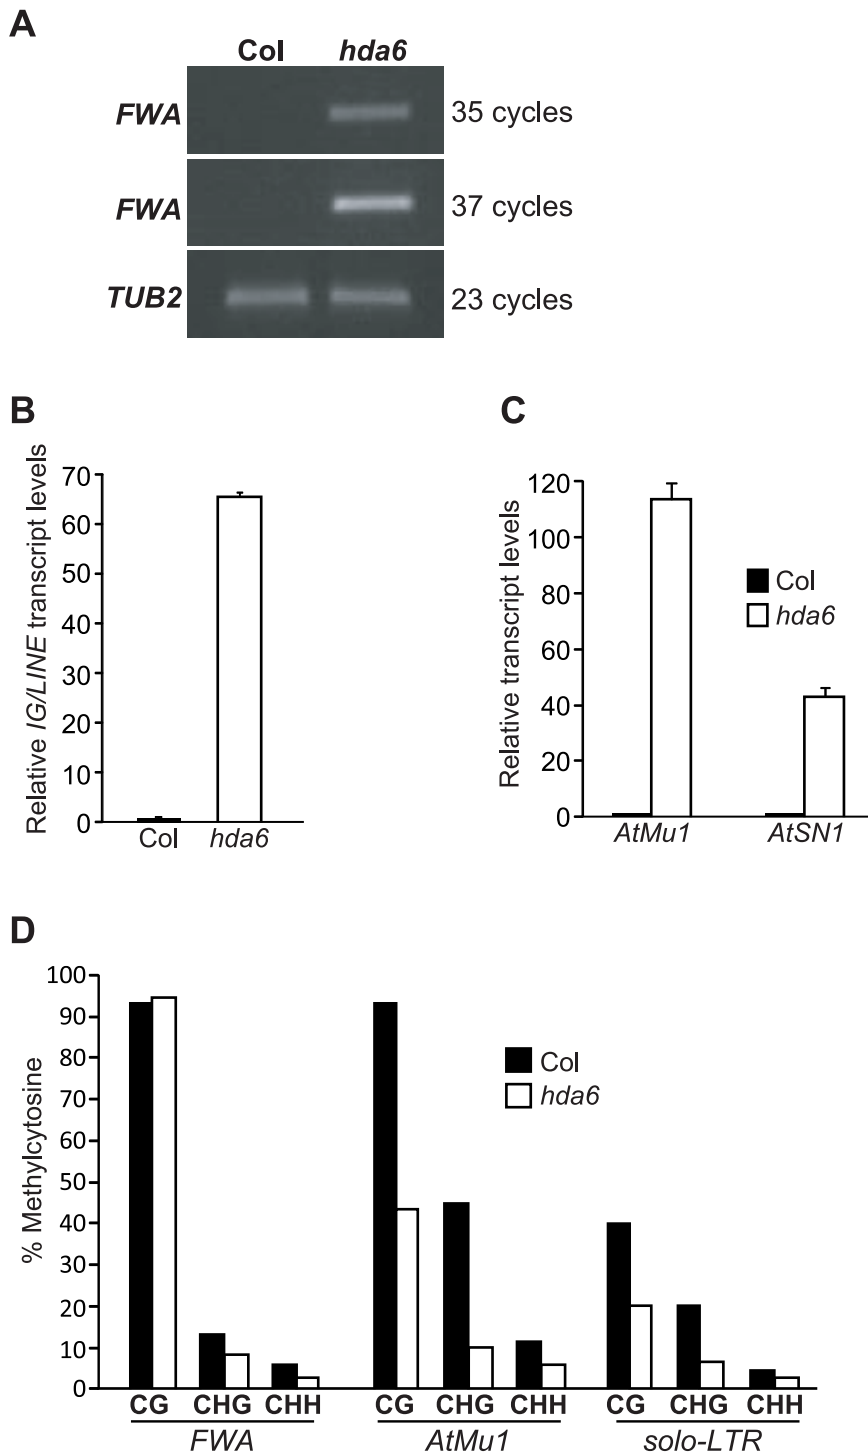 A
Col hda6
FWA 35 cycles
FWA 37 cycles
TUB2 23 cycles
B
Relative IG/LINE transcript levels
70
60
50
40
30
20
10
0
Col hda6
C
Relative transcript levels
120
100
80
60
40
20
0
Col
hda6
AtMu1 AtSN1
D
% Methylcytosine
100
90
80
70
60
50
40
30
20
10
0
Col
hda6
CG CHG CHH CG CHG CHH CG CHG CHH
FWA AtMu1 solo-LTR